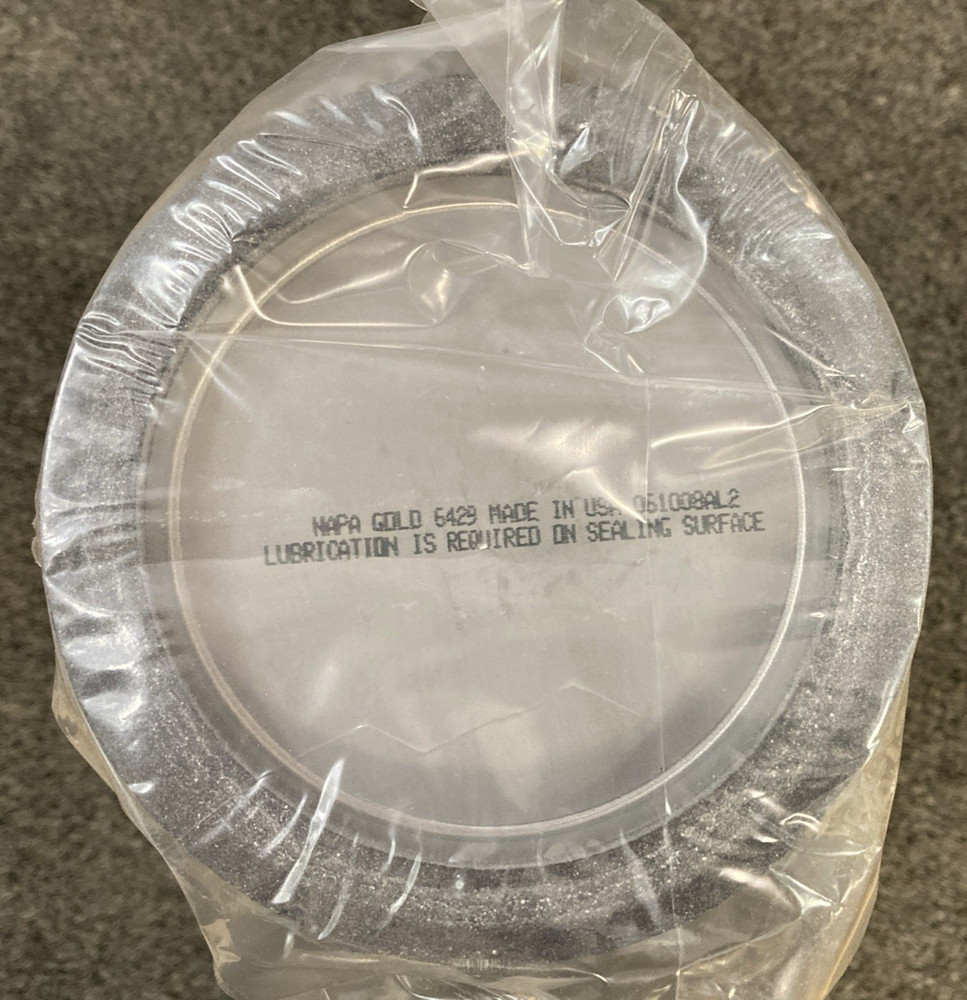 NAPA GOLD 6429 MADE IN USA 061008AL2
LUBRICATION IS REQUIRED ON SEALING SURFACE